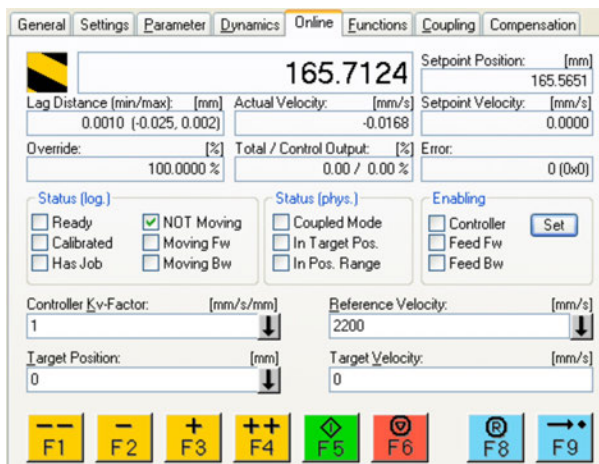 General Settings Parameter Dynamics Online Functions Coupling Compensation
165.7124
Setpoint Position: [mm]
165.5651
Lag Distance (min/max): [mm] Actual Velocity: [mm/s] Setpoint Velocity: [mm/s]
0.0010 (-0.025, 0.002) -0.0168 0.0000
Override: [%] Total / Control Output: [%] Error:
100.0000 % 0.00 / 0.00 % 0 (0x0)
Status (log.) Status (phys.) Enabling
Ready NOT Moving Coupled Mode Controller Set
Calibrated Moving Fw In Target Pos. Feed Fw
Has Job Moving Bw In Pos. Range Feed Bw
Controller Kv-Factor: [mm/s/mm] Reference Velocity: [mm/s]
1 2200
Target Position: [mm] Target Velocity: [mm/s]
0 0
-- - + ++ R
F1 F2 F3 F4 F5 F6 F8 F9